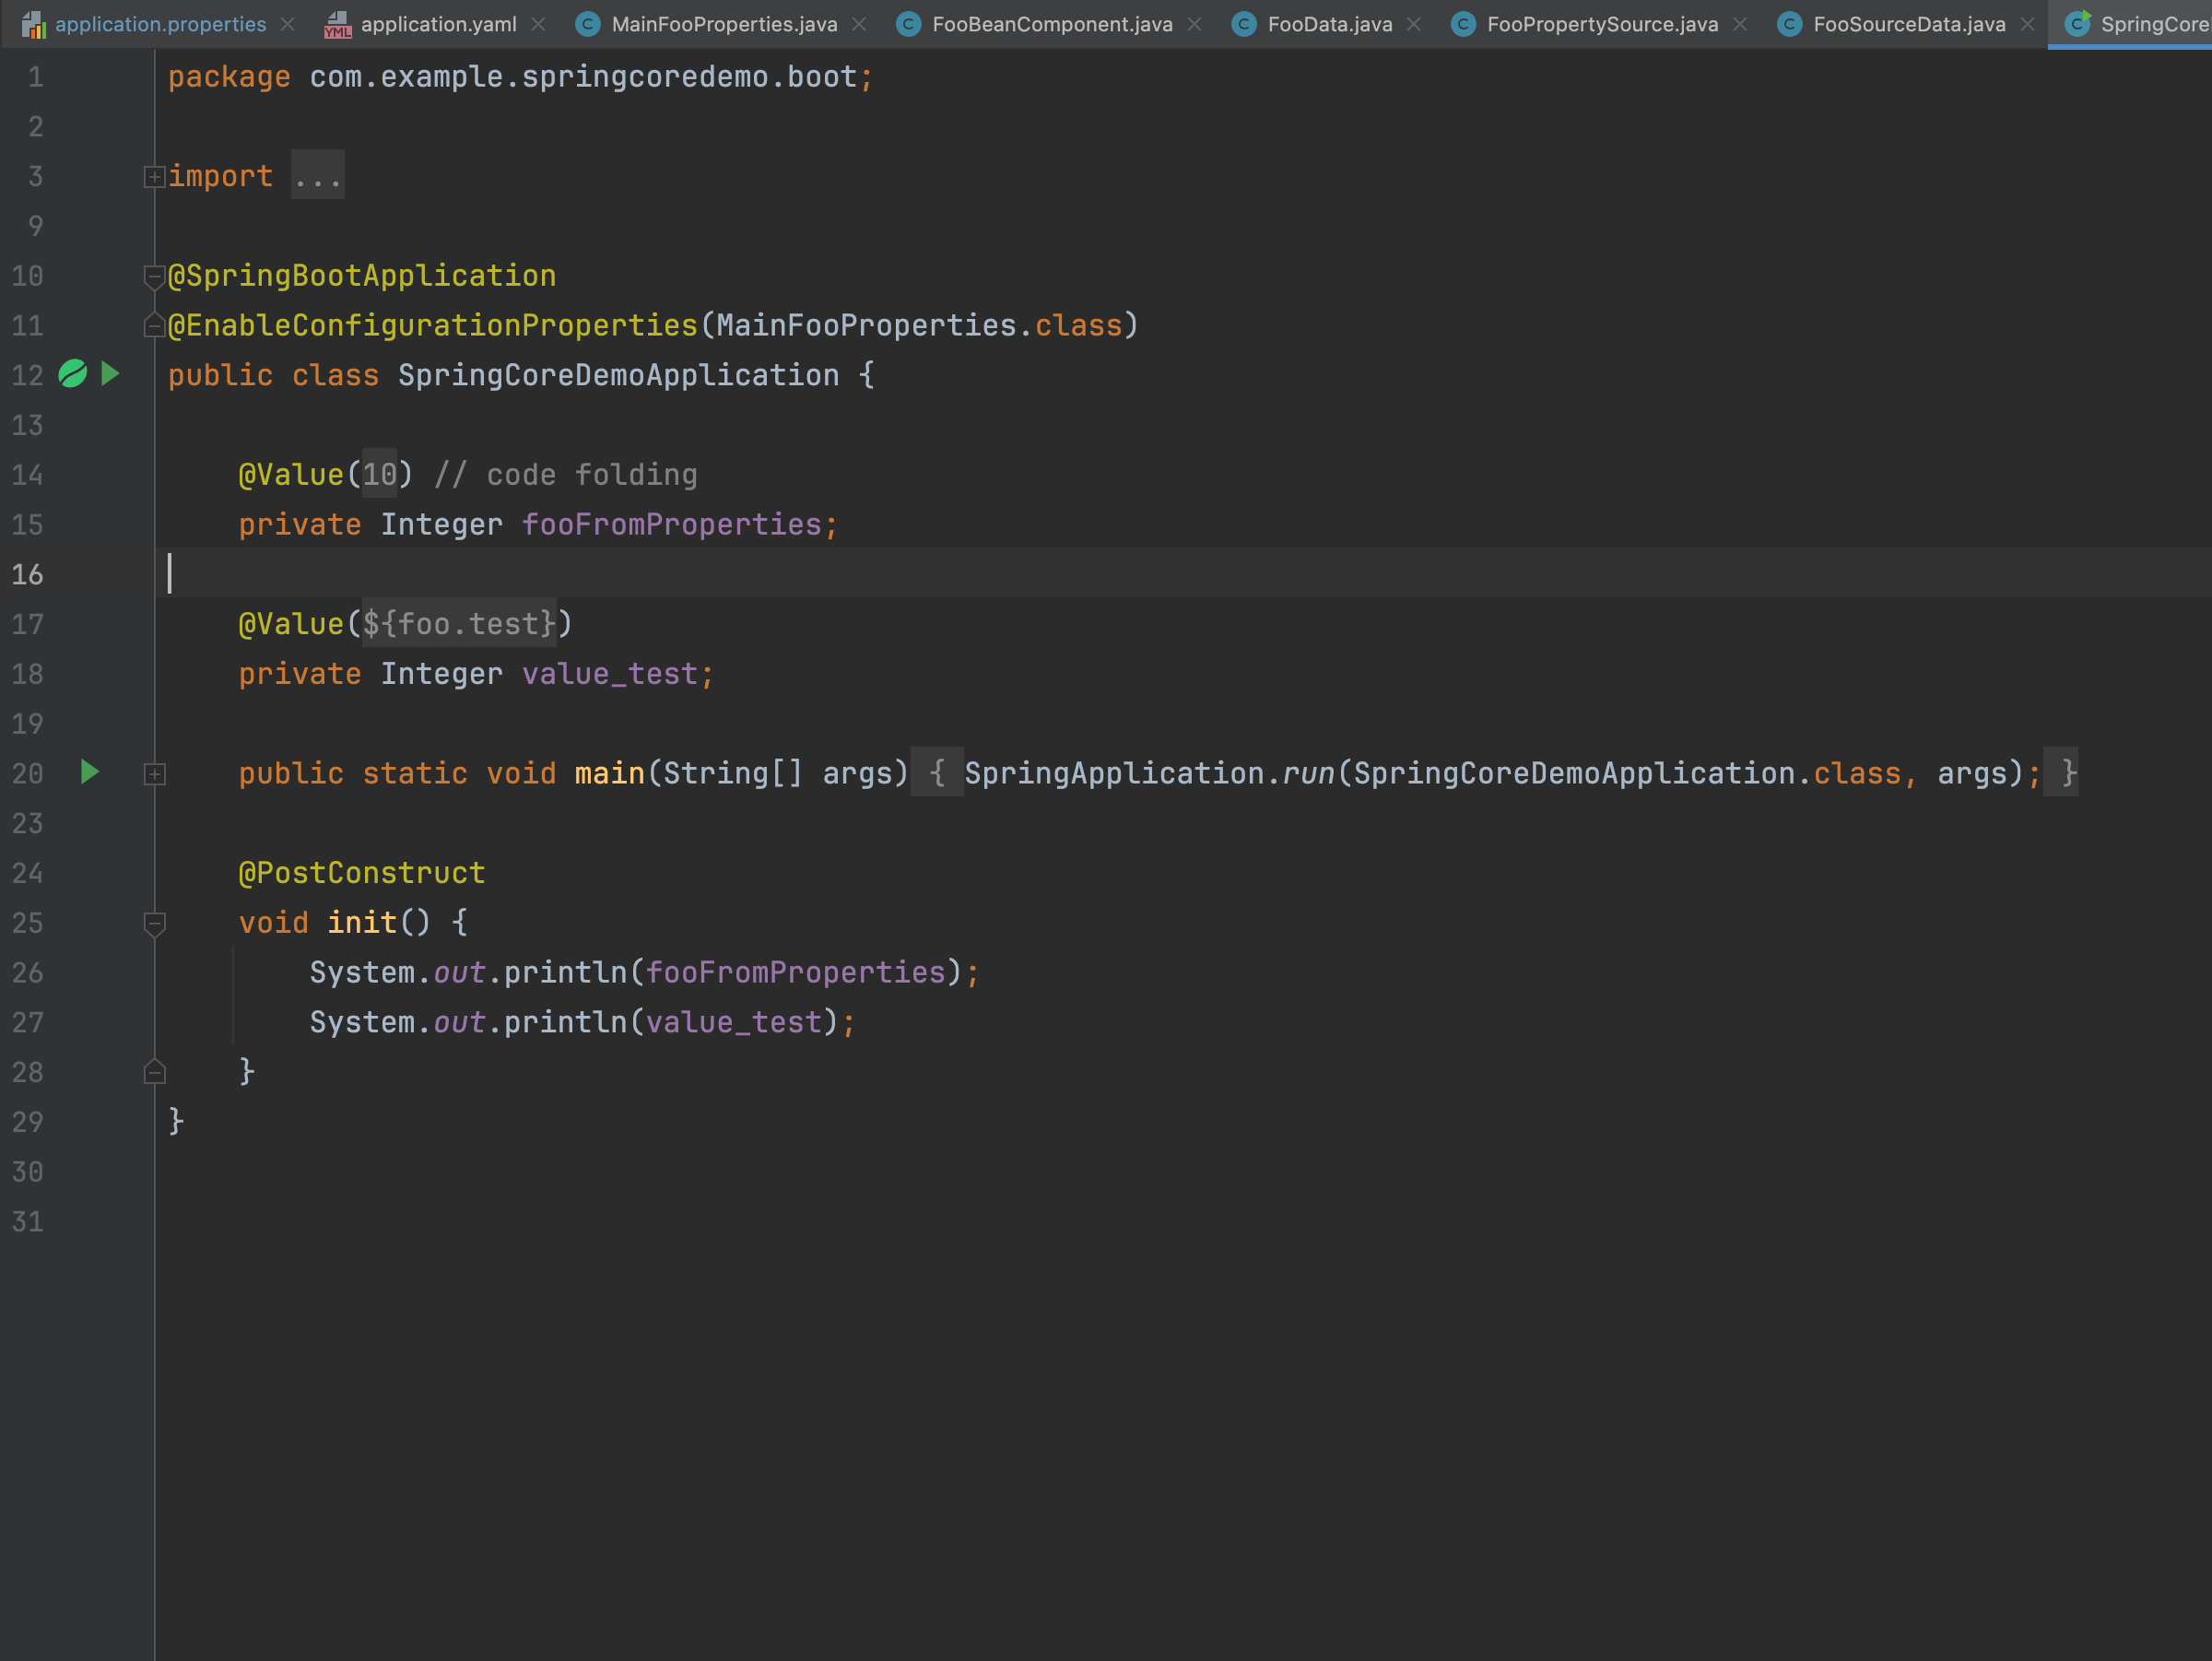 application.properties application.yaml MainFooProperties.java FooBeanComponent.java FooData.java FooPropertySource.java FooSourceData.java SpringCore
1 package com.example.springcoredemo.boot;
2
3 import ...
9
10 @SpringBootApplication
11 @EnableConfigurationProperties(MainFooProperties.class)
12 public class SpringCoreDemoApplication {
13
14 @Value(10) // code folding
15 private Integer fooFromProperties;
16
17 @Value(${foo.test})
18 private Integer value_test;
19
20 public static void main(String[] args) { SpringApplication.run(SpringCoreDemoApplication.class, args); }
23
24 @PostConstruct
25 void init() {
26 System.out.println(fooFromProperties);
27 System.out.println(value_test);
28 }
29 }
30
31